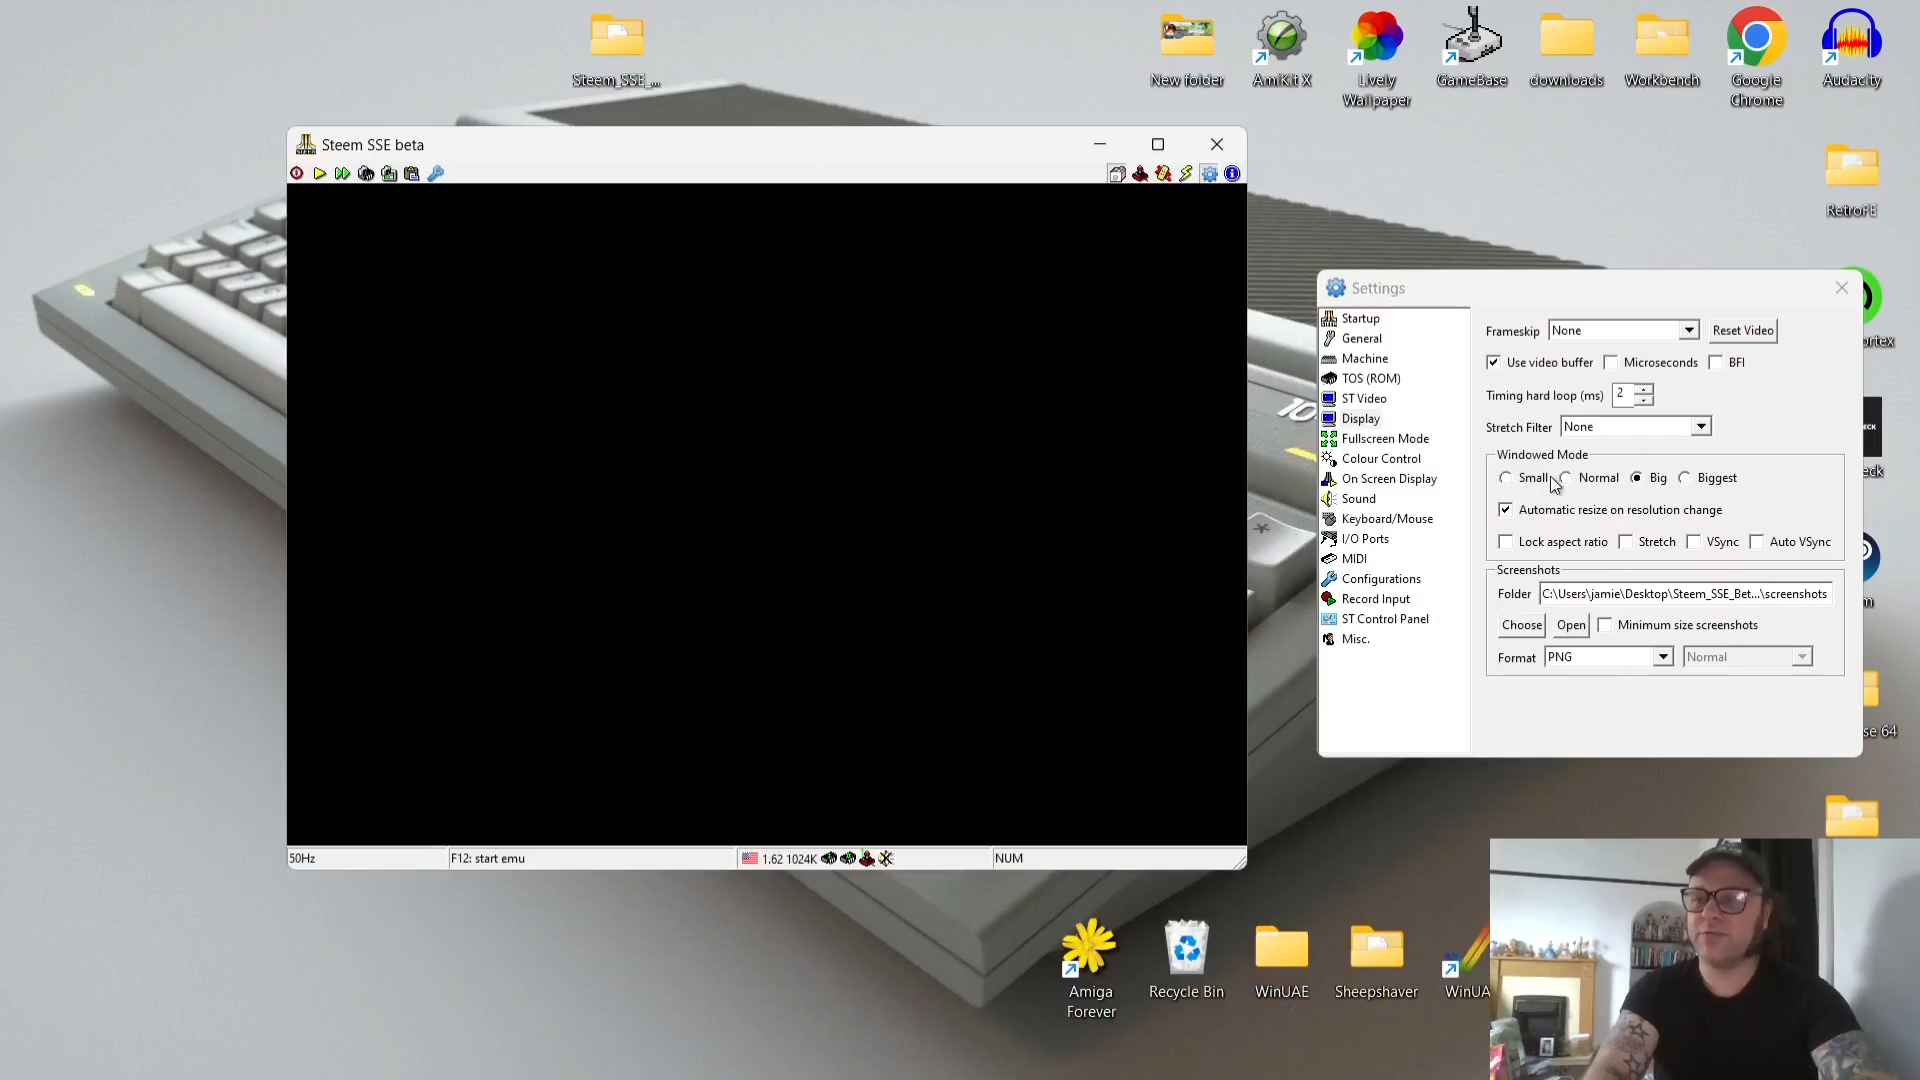 Steem_SSE_...
New folder
AmiKit X
Lively
Wallpaper
GameBase
downloads
Workbench
Google
Chrome
Audacity
RetroFE
Steem SSE beta
Settings
Startup
General
Machine
TOS (ROM)
ST Video
Display
Fullscreen Mode
Colour Control
On Screen Display
Sound
Keyboard/Mouse
I/O Ports
MIDI
Configurations
Record Input
ST Control Panel
Misc.
Frameskip None Reset Video
Use video buffer Microseconds BFI
Timing hard loop (ms) 2
Stretch Filter None
Windowed Mode
Small Normal Big Biggest
Automatic resize on resolution change
Lock aspect ratio Stretch VSync Auto VSync
Screenshots
Folder C:\Users\jamie\Desktop\Steem_SSE_Bet...\screenshots
Choose Open Minimum size screenshots
Format PNG Normal
ortex
eck
m
se 64
10
50Hz
F12: start emu
1.62 1024K
NUM
Amiga
Forever
Recycle Bin
WinUAE
Sheepshaver
WinUA